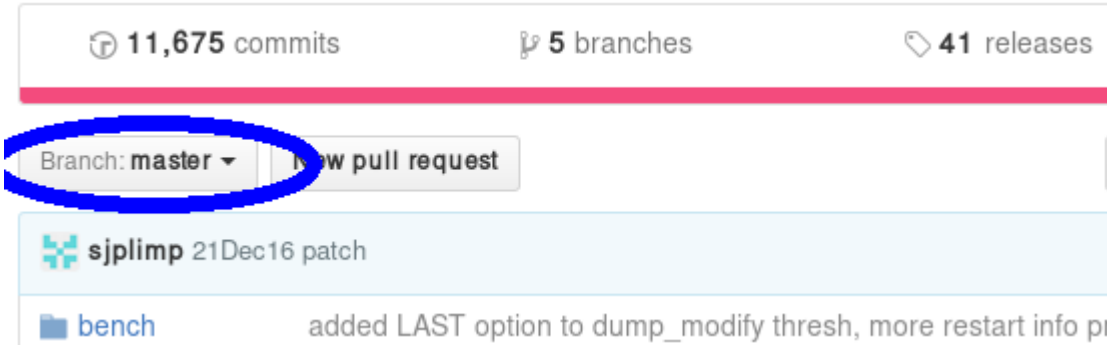 11,675 commits 5 branches 41 releases
Branch: master New pull request
sjplimp 21Dec16 patch
bench added LAST option to dump_modify thresh, more restart info